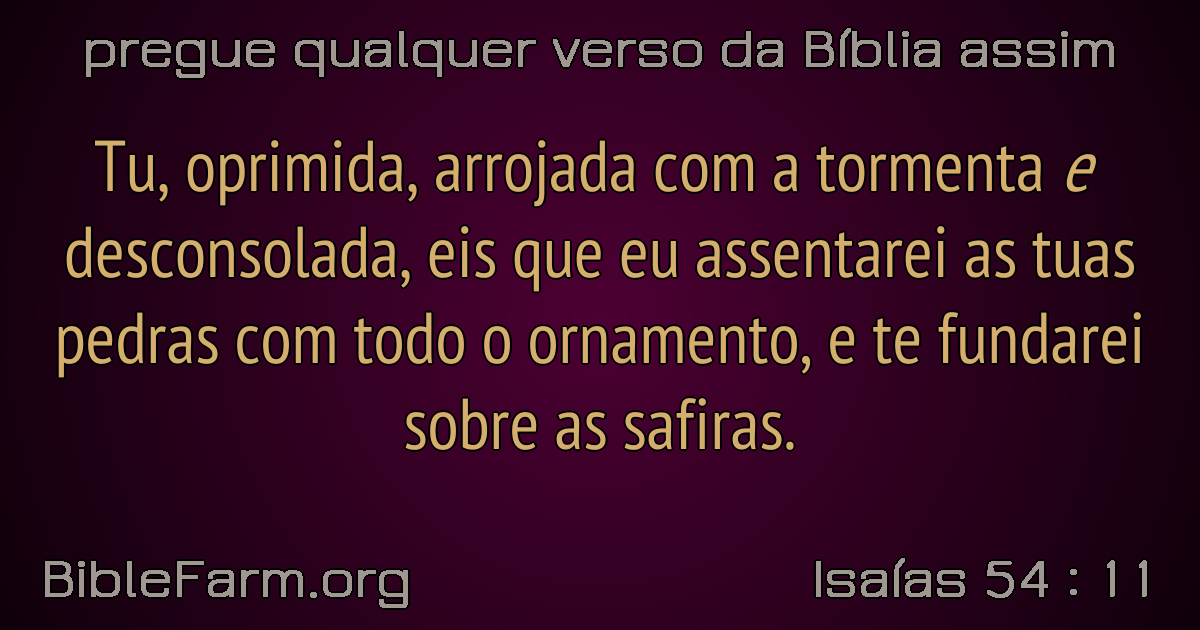 pregue qualquer verso da Bíblia assim
Tu, oprimida, arrojada com a tormenta e
desconsolada, eis que eu assentarei as tuas
pedras com todo o ornamento, e te fundarei
sobre as safiras.
BibleFarm.org
Isaías 54 : 11